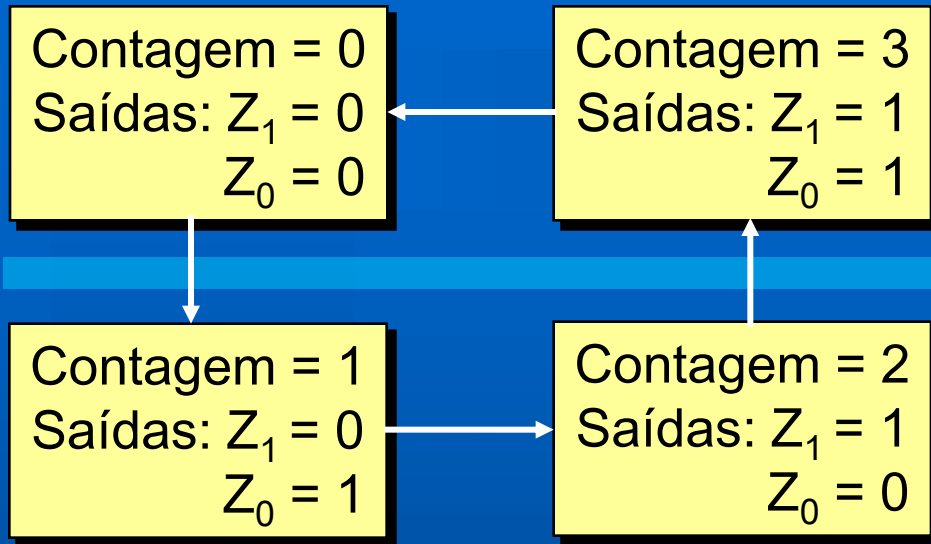 Contagem = 0
Saídas: Z₁ = 0
Z₀ = 0
Contagem = 3
Saídas: Z₁ = 1
Z₀ = 1
Contagem = 1
Saídas: Z₁ = 0
Z₀ = 1
Contagem = 2
Saídas: Z₁ = 1
Z₀ = 0